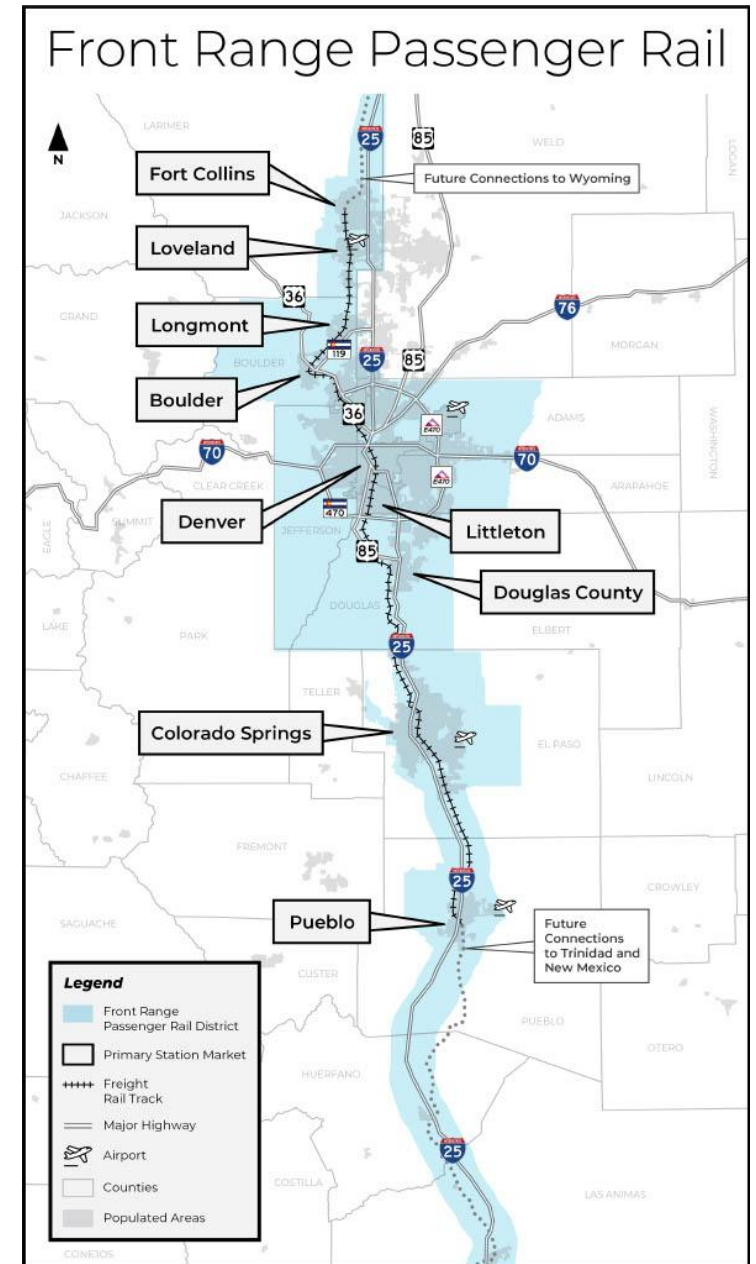 Front Range Passenger Rail
N
LARIMER
25
85
WELD
LOGAN
Fort Collins
Future Connections to Wyoming
JACKSON
Loveland
36
GRAND
Longmont
76
119
25
85
MORGAN
BOULDER
Boulder
36
ADAMS
E470
WASHINGTON
70
70
CLEAR CREEK
E470
ARAPAHOE
Denver
470
EAGLE
SUMMIT
JEFFERSON
Littleton
85
Douglas County
DOUGLAS
LAKE
PARK
ELBERT
25
TELLER
Colorado Springs
EL PASO
CHAFFEE
LINCOLN
FREMONT
25
CROWLEY
Pueblo
SAGUACHE
Future
Connections
to Trinidad and
New Mexico
CUSTER
PUEBLO
OTERO
HUERFANO
25
COSTILLA
LAS ANIMAS
CONEJOS
Legend
Front Range
Passenger Rail District
Primary Station Market
Freight
Rail Track
Major Highway
Airport
Counties
Populated Areas